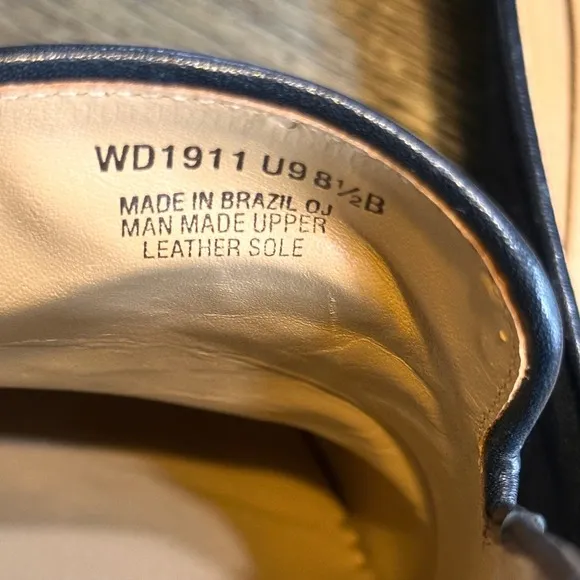 WD1911 U9 8½B
MADE IN BRAZIL OJ
MAN MADE UPPER
LEATHER SOLE